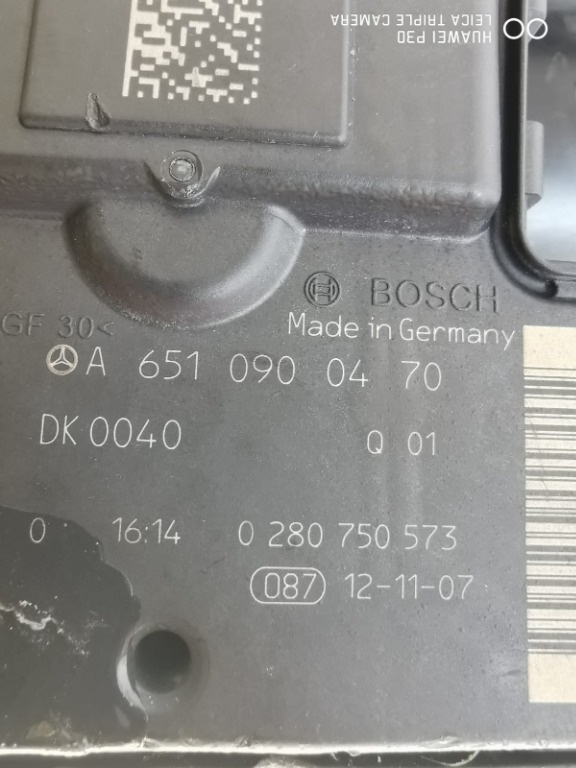 HUAWEI P30
LEICA TRIPLE CAMERA
BOSCH
Made in Germany
GF 30<
A 651 090 04 70
DK 0040 Q 01
0 16:14 0 280 750 573
087 12-11-07